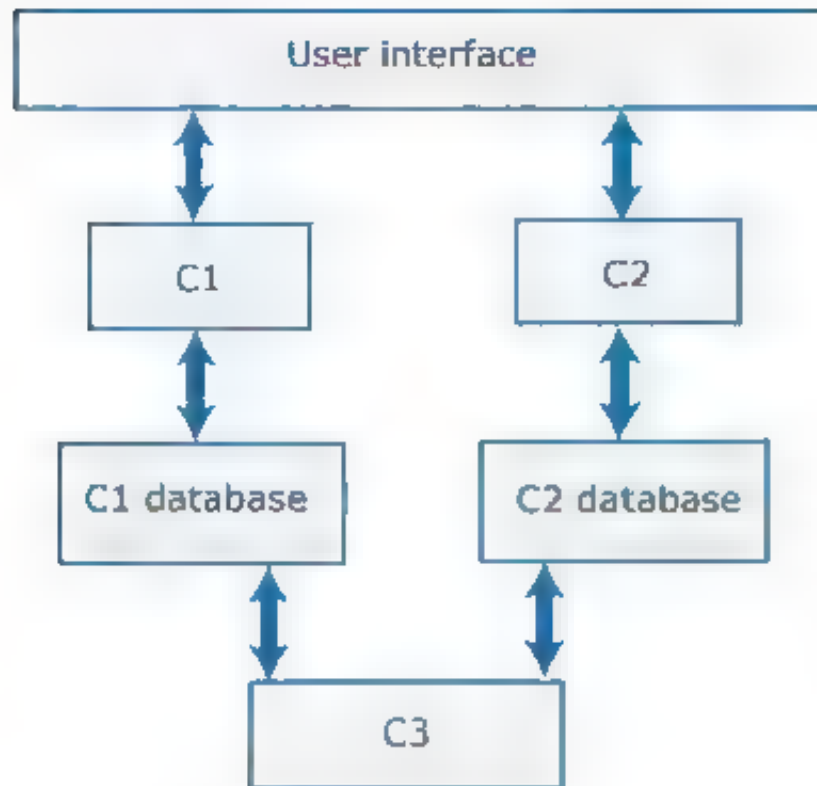 User interface
C1
C2
C1 database
C2 database
C3